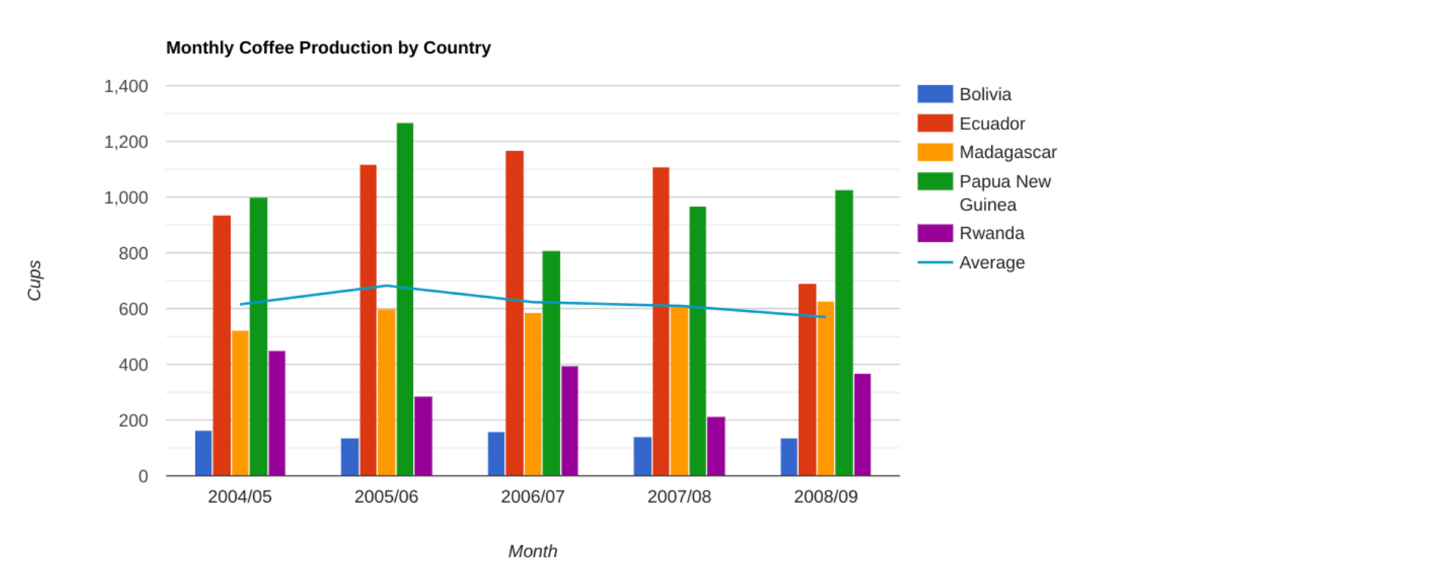 Monthly Coffee Production by Country
1,400
1,200
1,000
800
600
400
200
0
Cups
2004/05
2005/06
2006/07
2007/08
2008/09
Month
Bolivia
Ecuador
Madagascar
Papua New
Guinea
Rwanda
Average